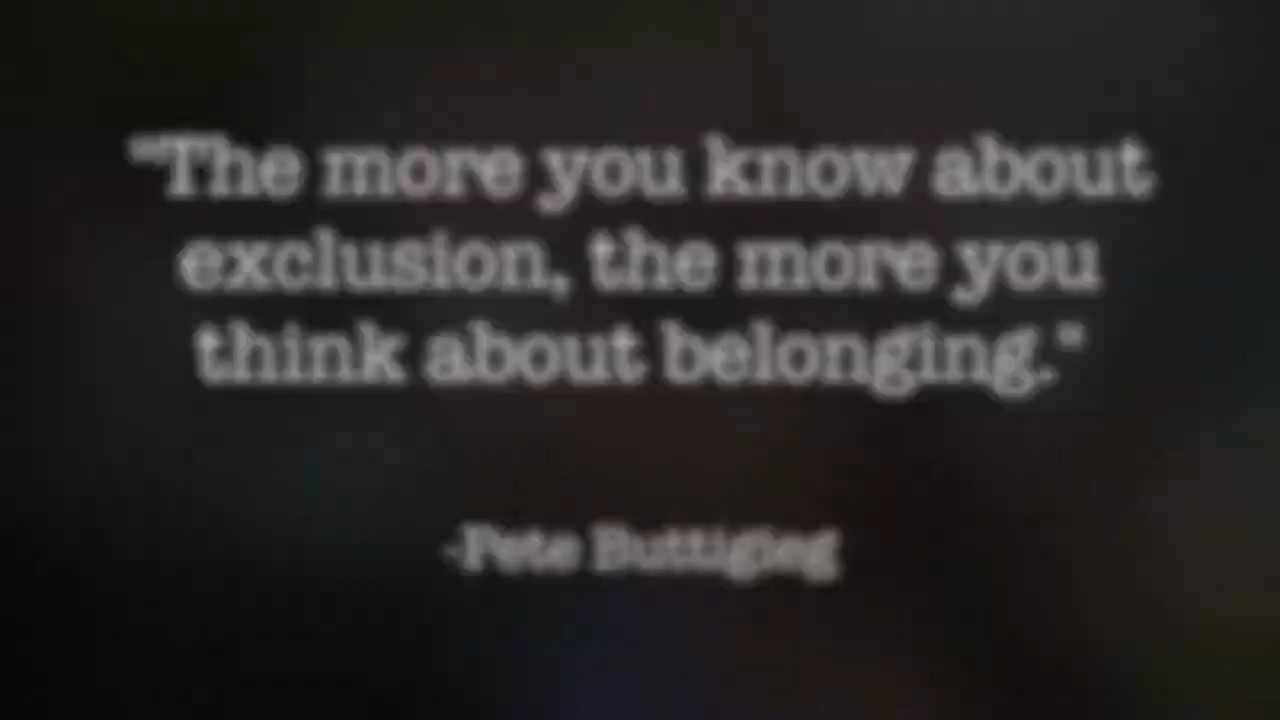 "The more you know about
exclusion, the more you
think about belonging."
-Pete Buttigieg